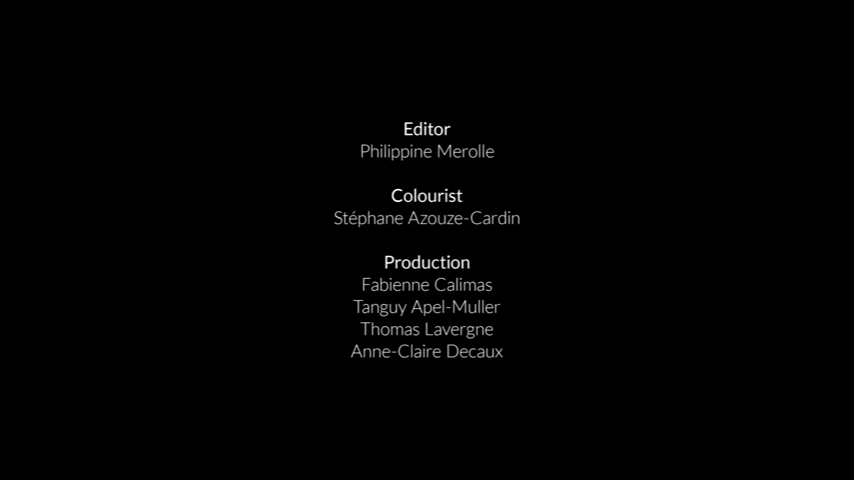 Editor
Philippine Merolle
Colourist
Stéphane Azouze-Cardin
Production
Fabienne Calimas
Tanguy Apel-Muller
Thomas Lavergne
Anne-Claire Decaux